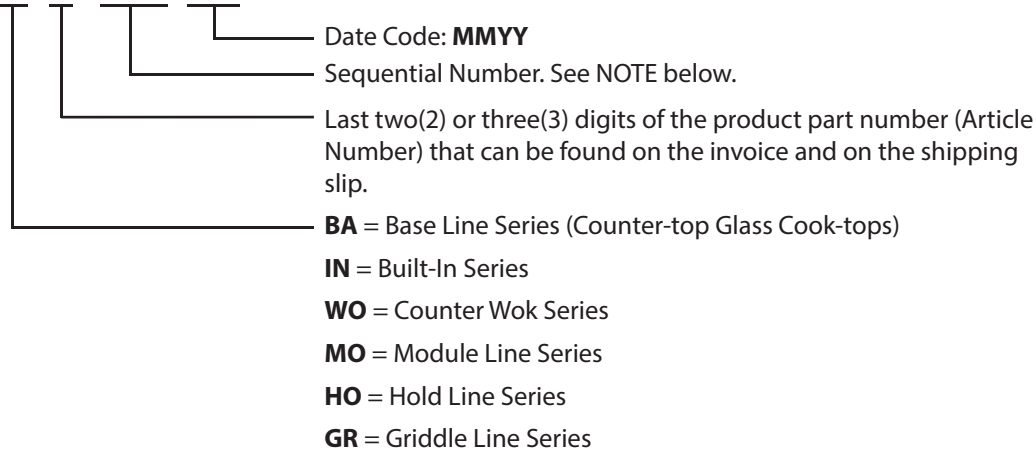 Date Code: MMYY
Sequential Number. See NOTE below.
Last two(2) or three(3) digits of the product part number (Article
Number) that can be found on the invoice and on the shipping
slip.
BA = Base Line Series (Counter-top Glass Cook-tops)
IN = Built-In Series
WO = Counter Wok Series
MO = Module Line Series
HO = Hold Line Series
GR = Griddle Line Series